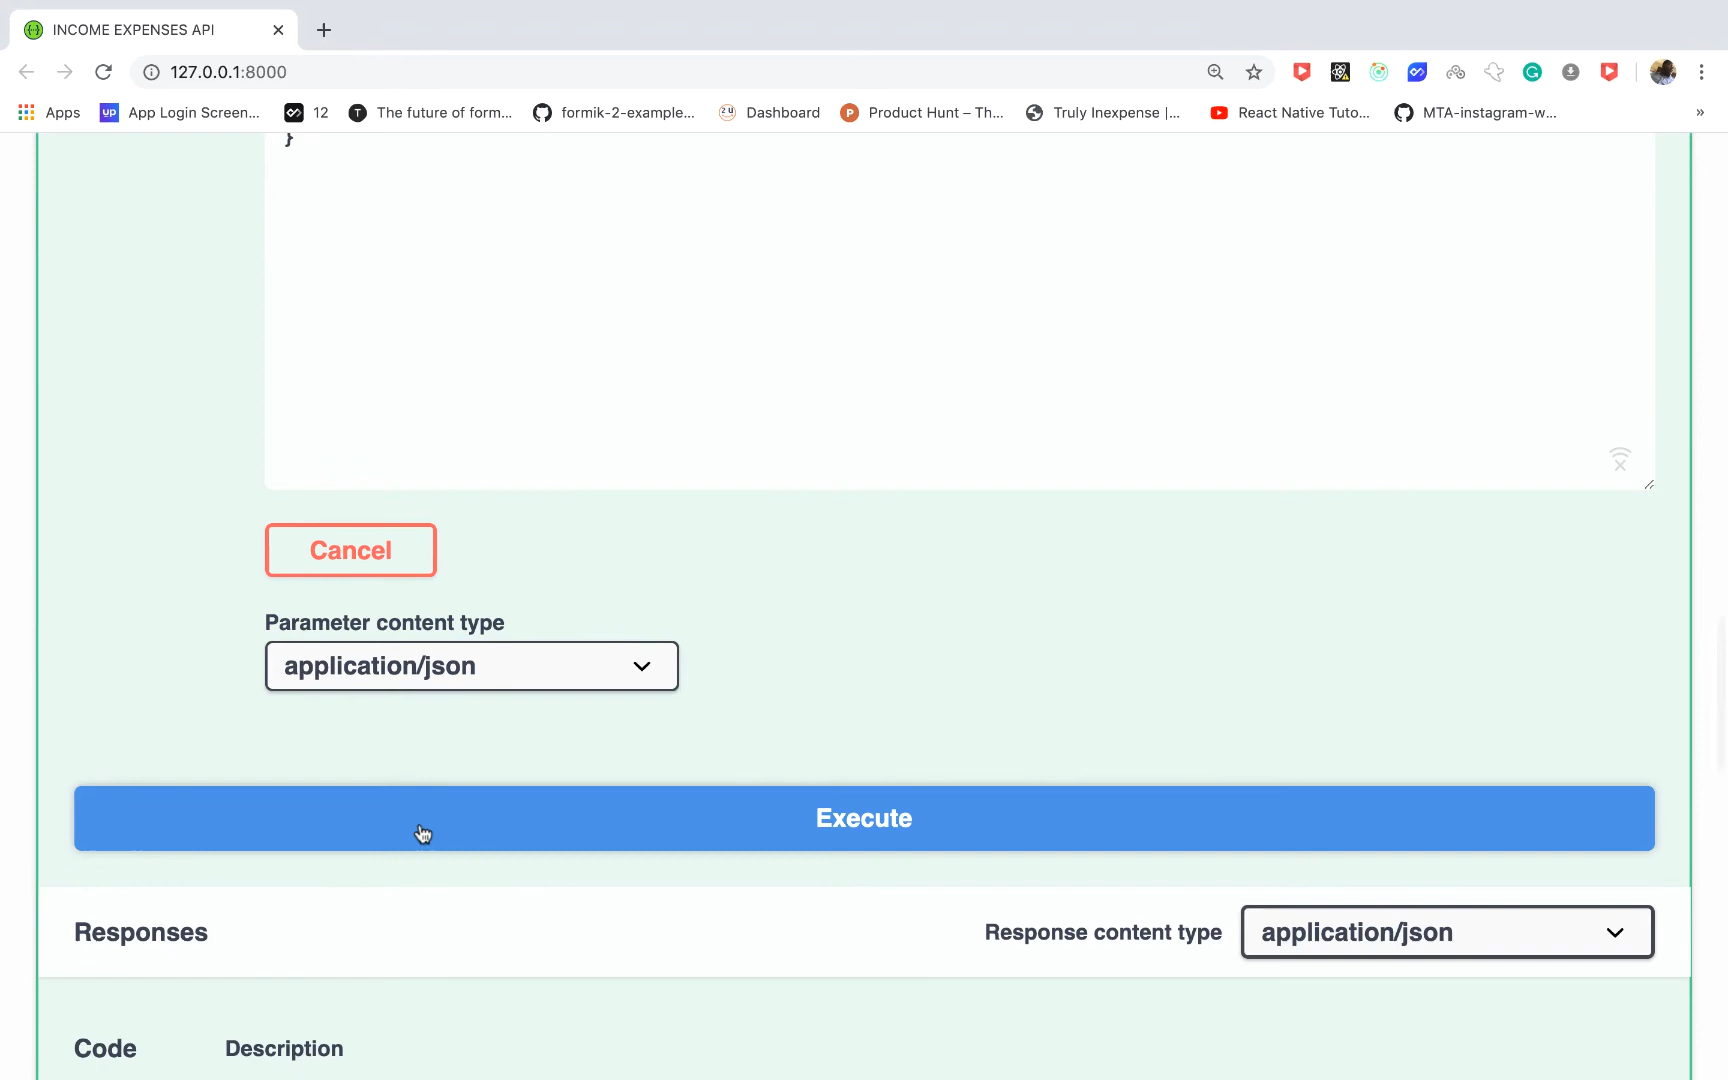 INCOME EXPENSES API
127.0.0.1:8000
Apps
up
App Login Screen...
12
T
The future of form...
formik-2-example...
2U
Dashboard
P
Product Hunt – Th...
Truly Inexpense |...
React Native Tuto...
MTA-instagram-w...
»
}
Cancel
Parameter content type
application/json
Execute
Responses
Response content type
application/json
Code
Description